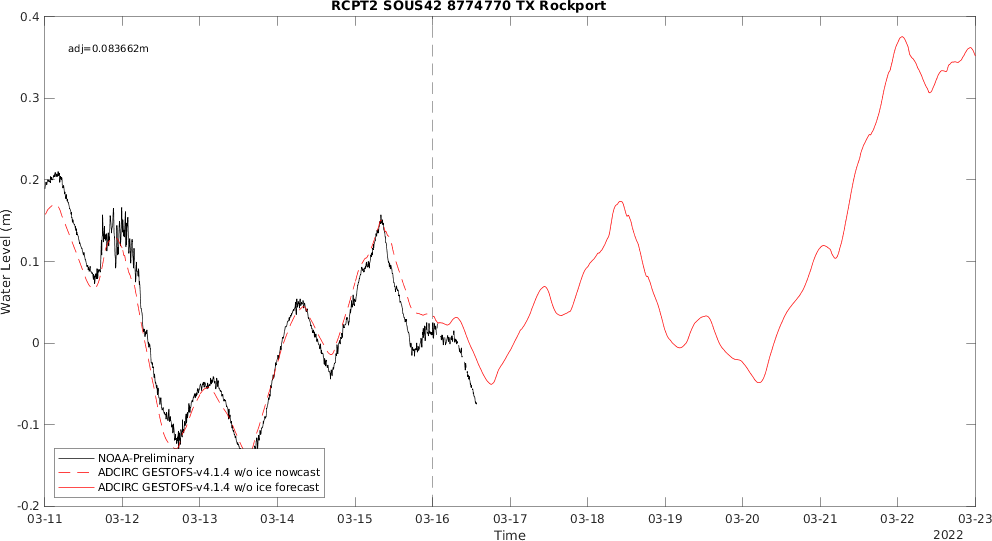 RCPT2 SOUS42 8774770 TX Rockport
adj=0.083662m
Water Level (m)
0.4
0.3
0.2
0.1
0
-0.1
-0.2
NOAA-Preliminary
ADCIRC GESTOFS-v4.1.4 w/o ice nowcast
ADCIRC GESTOFS-v4.1.4 w/o ice forecast
03-11 03-12 03-13 03-14 03-15 03-16 03-17 03-18 03-19 03-20 03-21 03-22 03-23
Time
2022